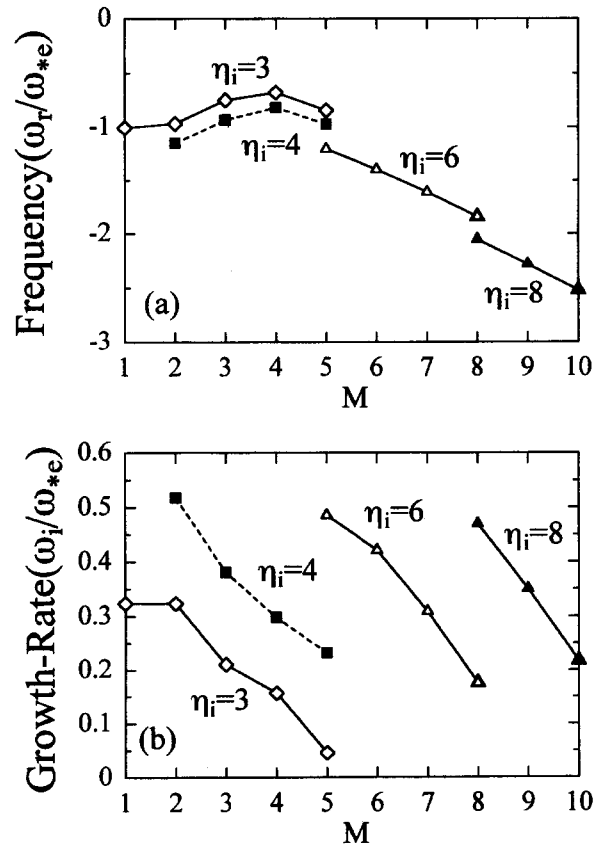 0
-1
-2
-3
Frequency(ω_r/ω_*e)
η_i=3
η_i=4
η_i=6
η_i=8
(a)
1 2 3 4 5 6 7 8 9 10
M
0.6
0.5
0.4
0.3
0.2
0.1
0
Growth-Rate(ω_i/ω_*e)
η_i=6
η_i=8
η_i=4
η_i=3
(b)
1 2 3 4 5 6 7 8 9 10
M